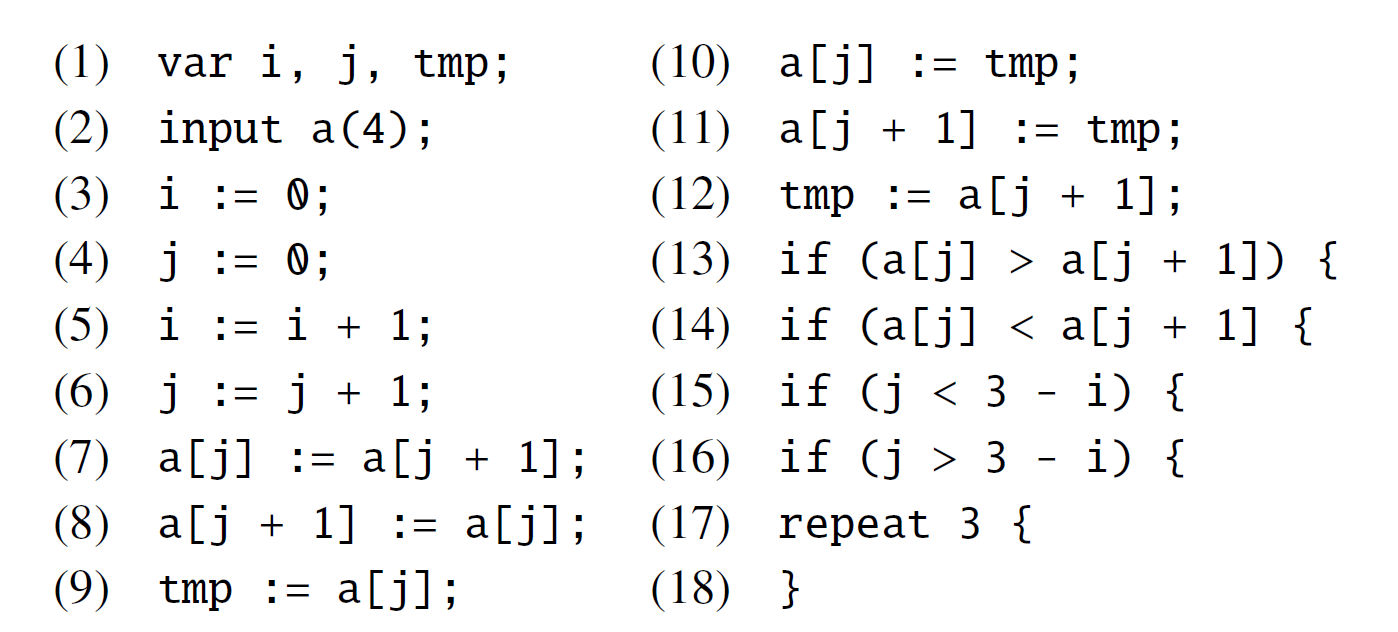 (1) var i, j, tmp;
(2) input a(4);
(3) i := 0;
(4) j := 0;
(5) i := i + 1;
(6) j := j + 1;
(7) a[j] := a[j + 1];
(8) a[j + 1] := a[j];
(9) tmp := a[j];
(10) a[j] := tmp;
(11) a[j + 1] := tmp;
(12) tmp := a[j + 1];
(13) if (a[j] > a[j + 1]) {
(14) if (a[j] < a[j + 1] {
(15) if (j < 3 - i) {
(16) if (j > 3 - i) {
(17) repeat 3 {
(18) }